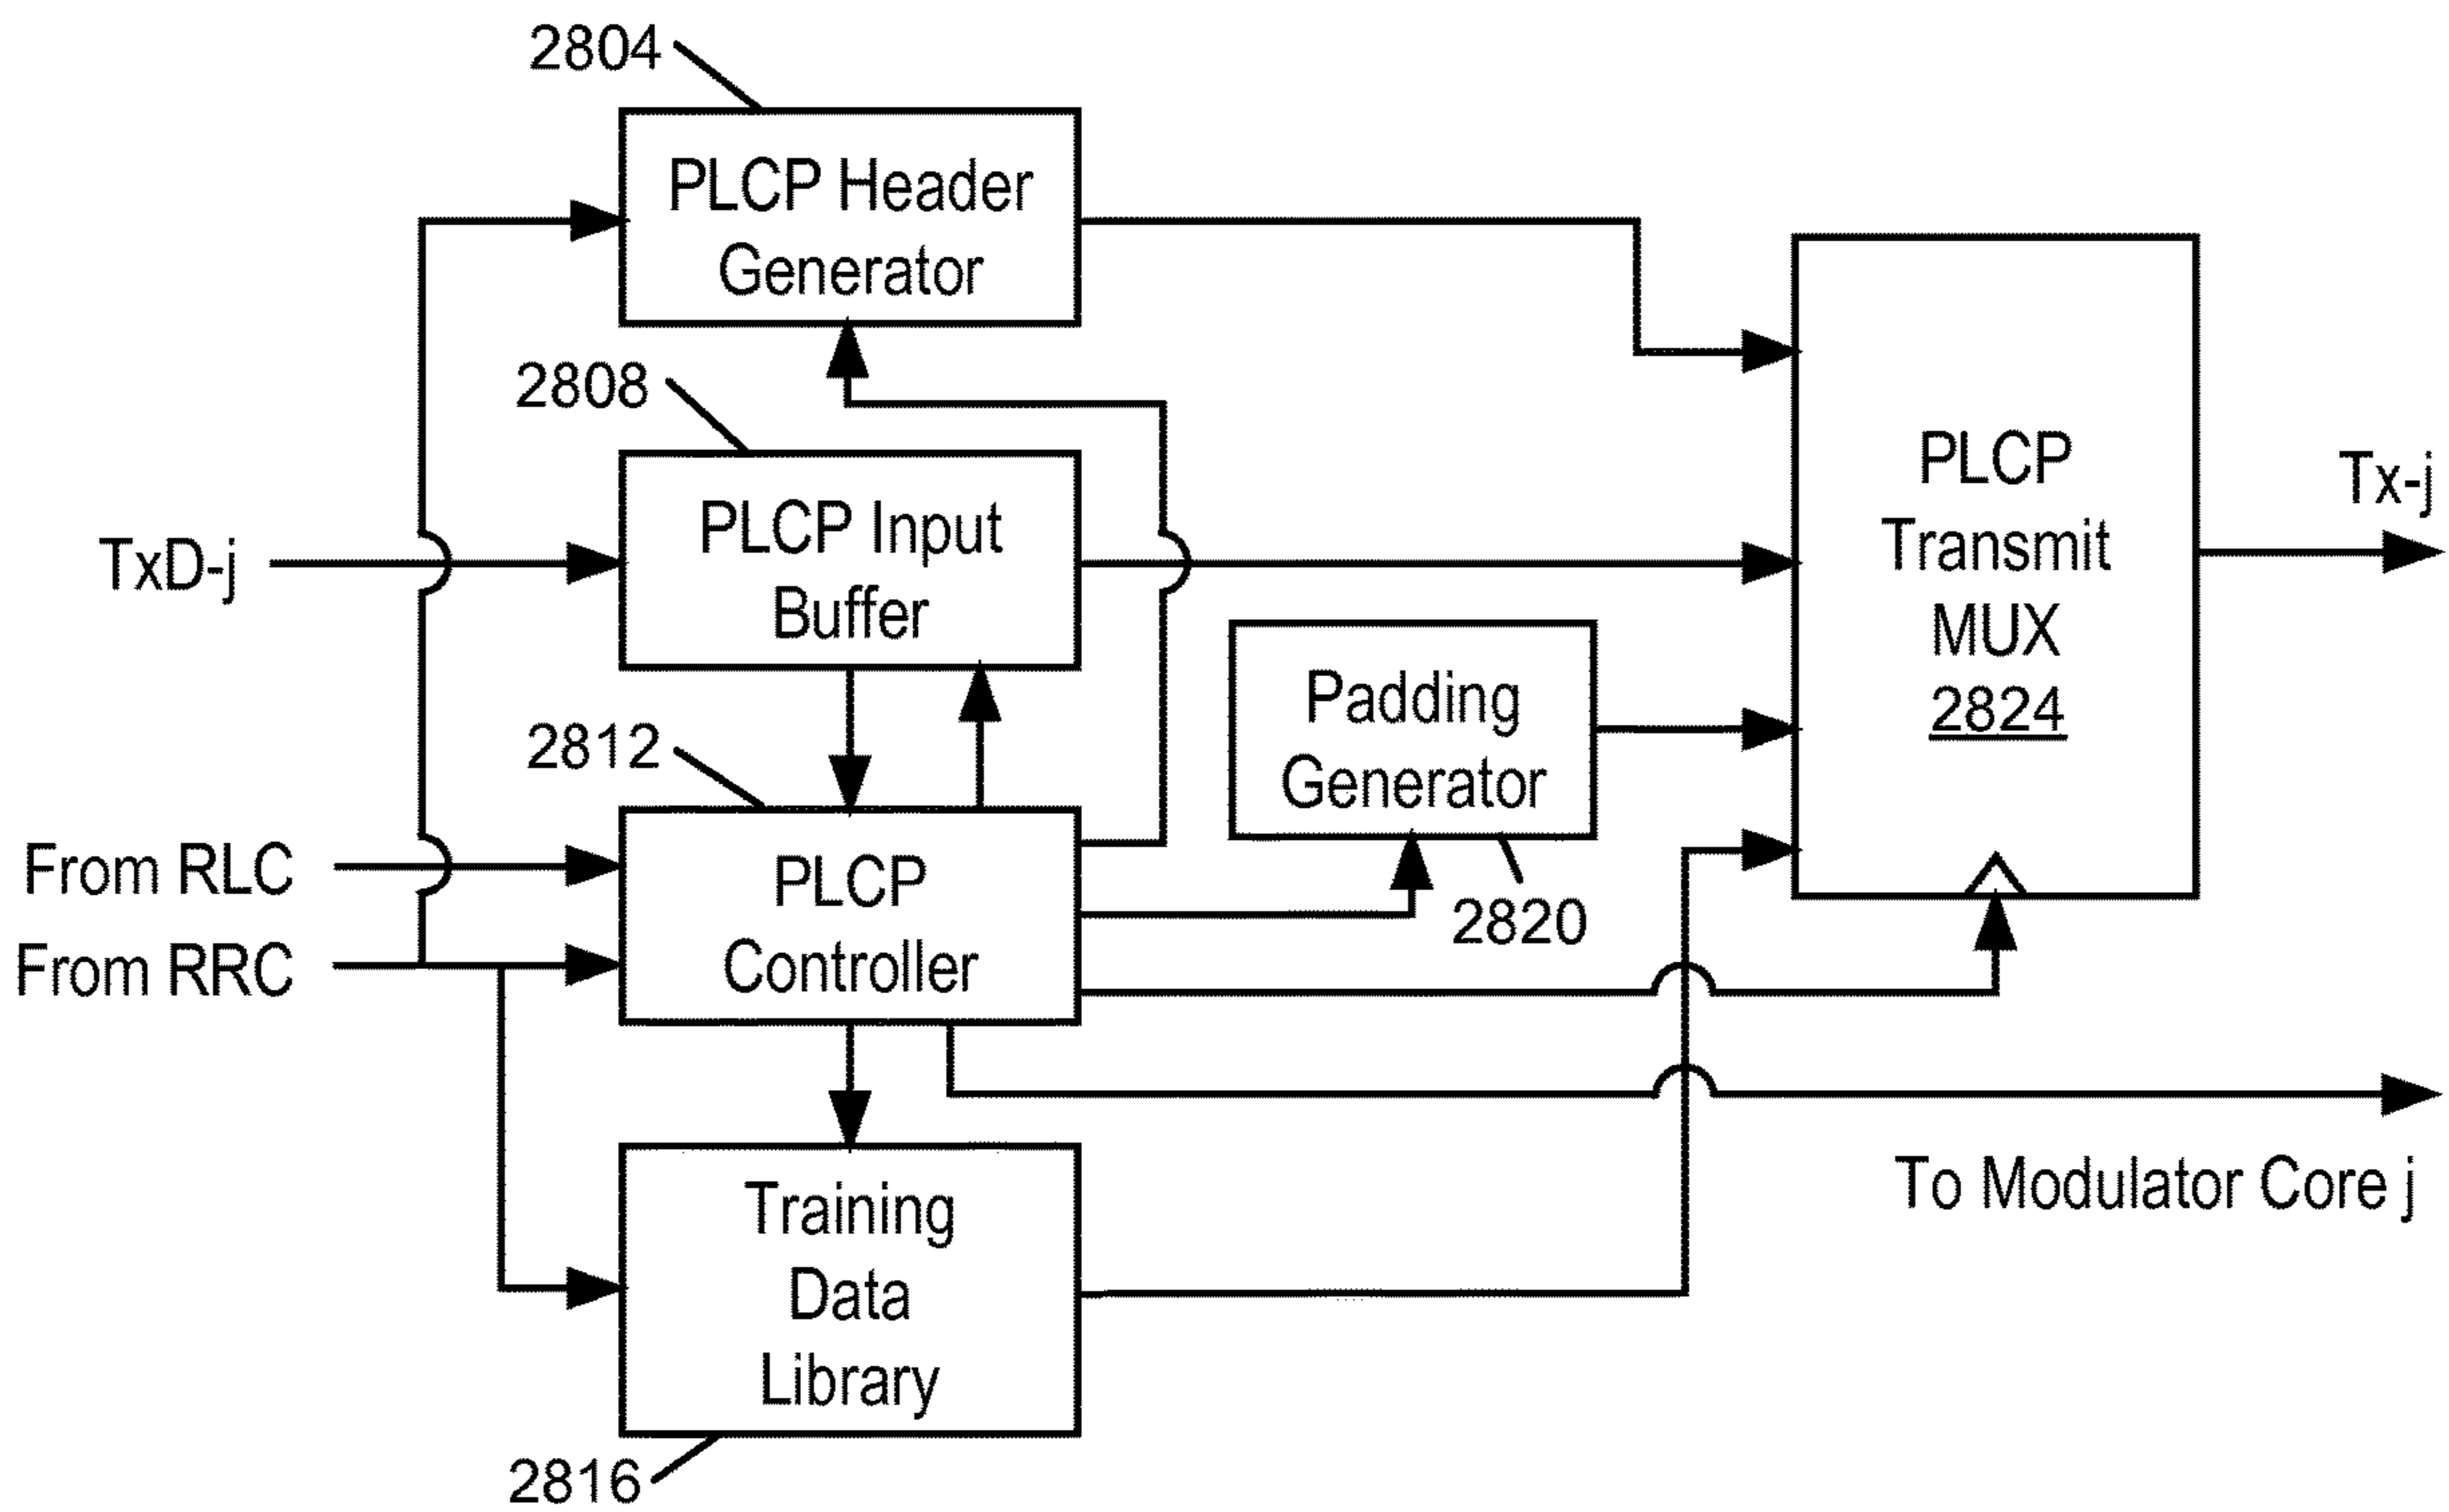 2804
PLCP Header
Generator
2808
PLCP Input
Buffer
TxD-j
2812
PLCP
Controller
From RLC
From RRC
Padding
Generator
2820
PLCP
Transmit
MUX
2824
Tx-j
To Modulator Core j
Training
Data
Library
2816